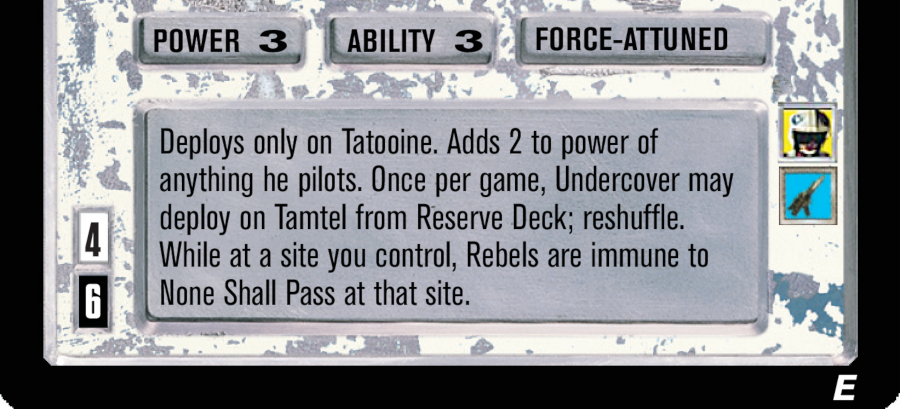 POWER 3 ABILITY 3 FORCE-ATTUNED
Deploys only on Tatooine. Adds 2 to power of
anything he pilots. Once per game, Undercover may
deploy on Tamtel from Reserve Deck; reshuffle.
While at a site you control, Rebels are immune to
None Shall Pass at that site.
4
6
E